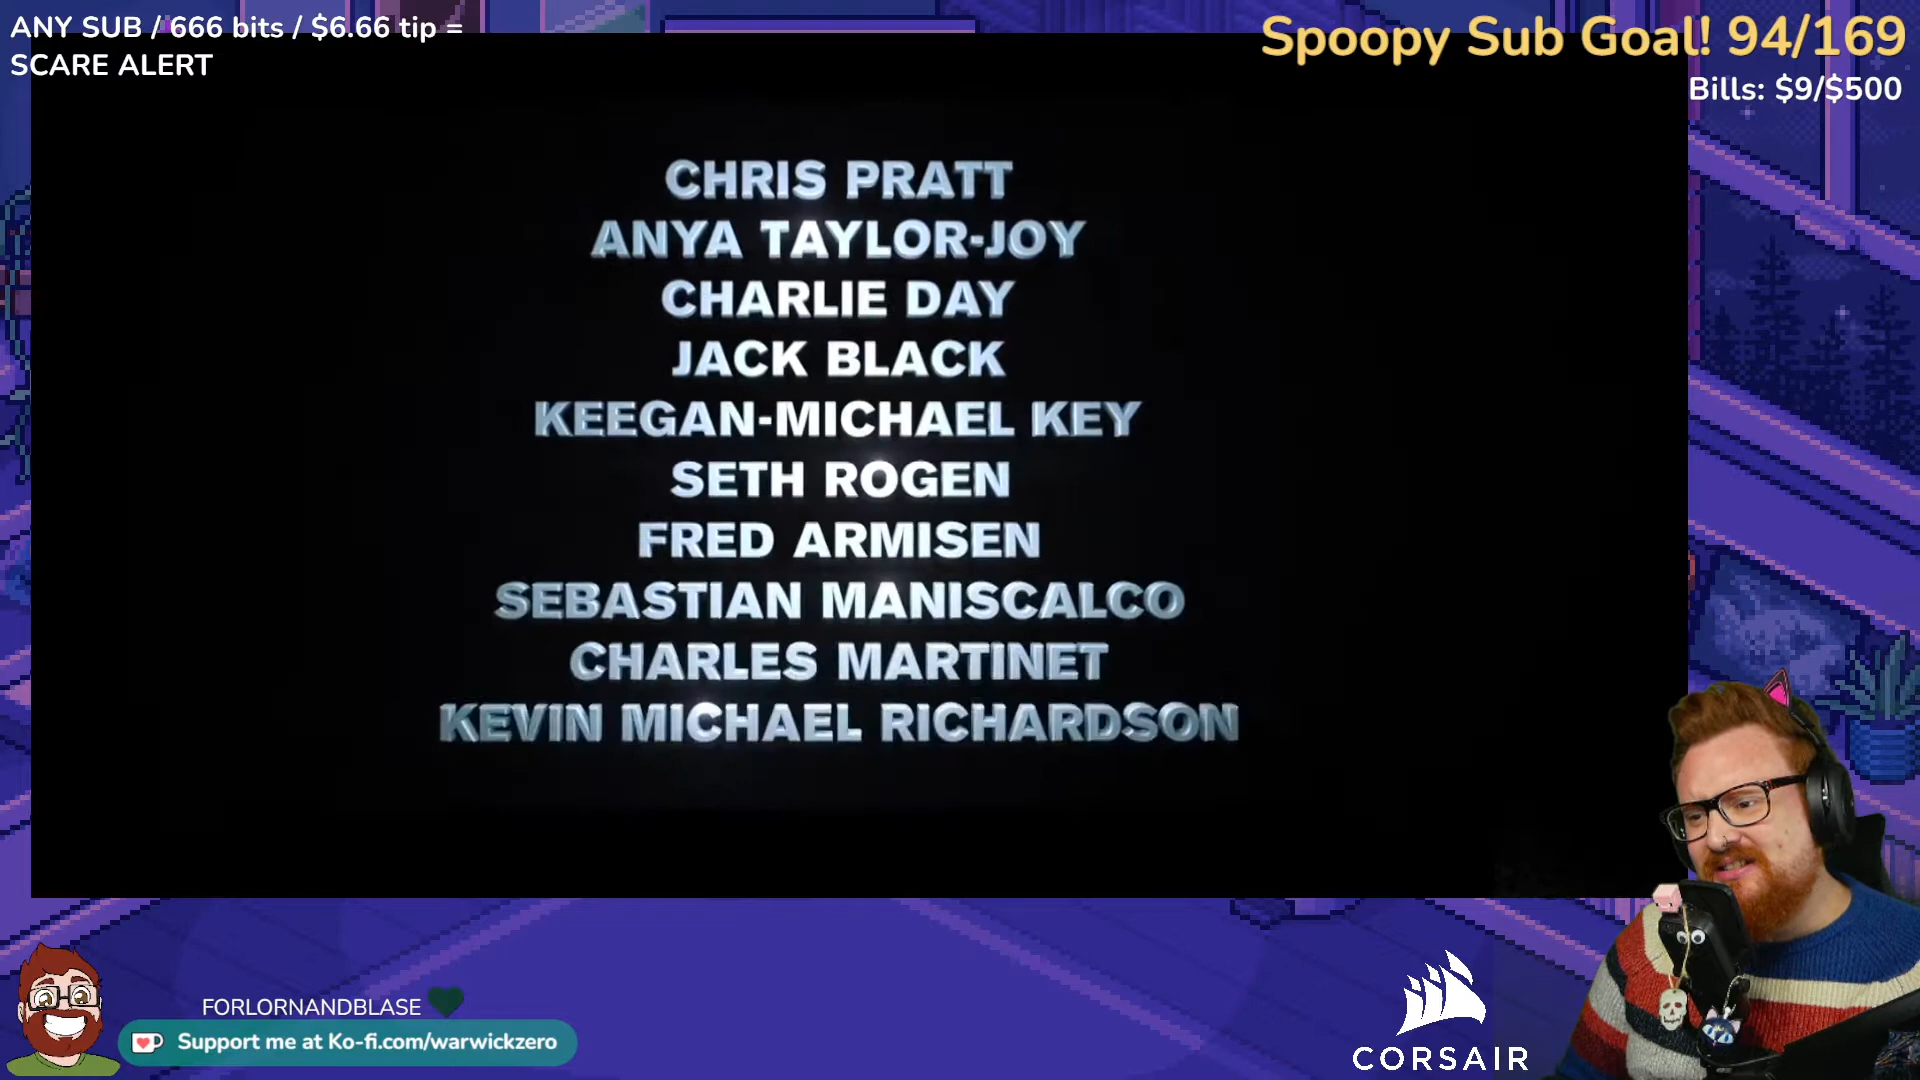 ANY SUB / 666 bits / $6.66 tip =
SCARE ALERT
Spoopy Sub Goal! 94/169
Bills: $9/$500
CHRIS PRATT
ANYA TAYLOR-JOY
CHARLIE DAY
JACK BLACK
KEEGAN-MICHAEL KEY
SETH ROGEN
FRED ARMISEN
SEBASTIAN MANISCALCO
CHARLES MARTINET
KEVIN MICHAEL RICHARDSON
FORLORNANDBLASE
Support me at Ko-fi.com/warwickzero
CORSAIR